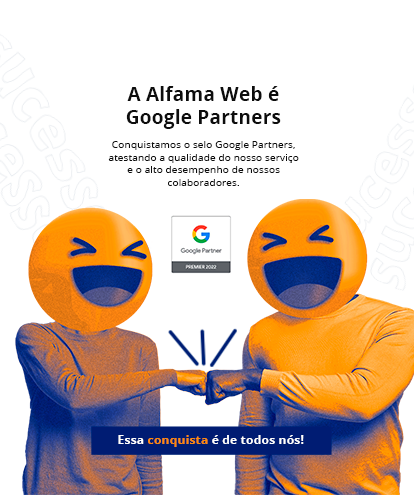 A Alfama Web é
Google Partners
Conquistamos o selo Google Partners,
atestando a qualidade do nosso serviço
e o alto desempenho de nossos
colaboradores.
Google Partner
PREMIER 2022
Essa conquista é de todos nós!